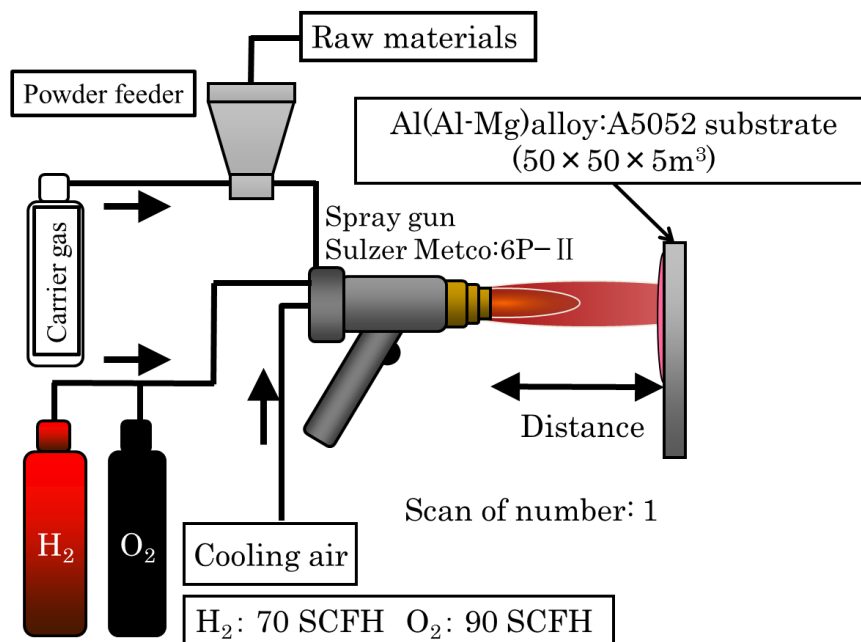 Raw materials
Powder feeder
Al(Al-Mg)alloy:A5052 substrate
(50×50×5m³)
Carrier gas
Spray gun
Sulzer Metco:6P-Ⅱ
Distance
Scan of number: 1
H₂
O₂
Cooling air
H₂: 70 SCFH O₂: 90 SCFH